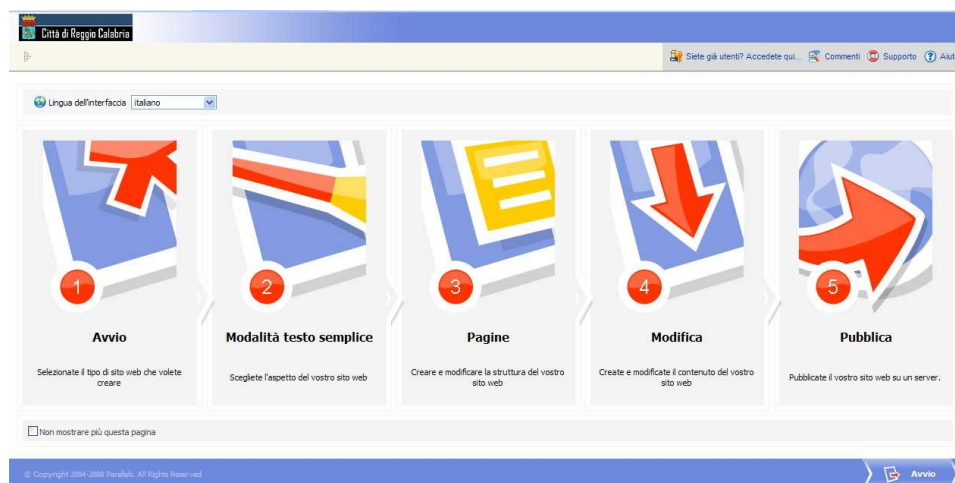 Città di Reggio Calabria
Siete già utenti? Accedete qui... Commenti Supporto Aiut
Lingua dell'interfaccia italiano
1
2
3
4
5
Avvio
Selezionate il tipo di sito web che volete
creare
Modalità testo semplice
Scegliete l'aspetto del vostro sito web
Pagine
Creare e modificare la struttura del vostro
sito web
Modifica
Create e modificate il contenuto del vostro
sito web
Pubblica
Pubblicate il vostro sito web su un server.
Non mostrare più questa pagina
© Copyright 2004-2008 Parallels. All Rights Reserved
Avvio